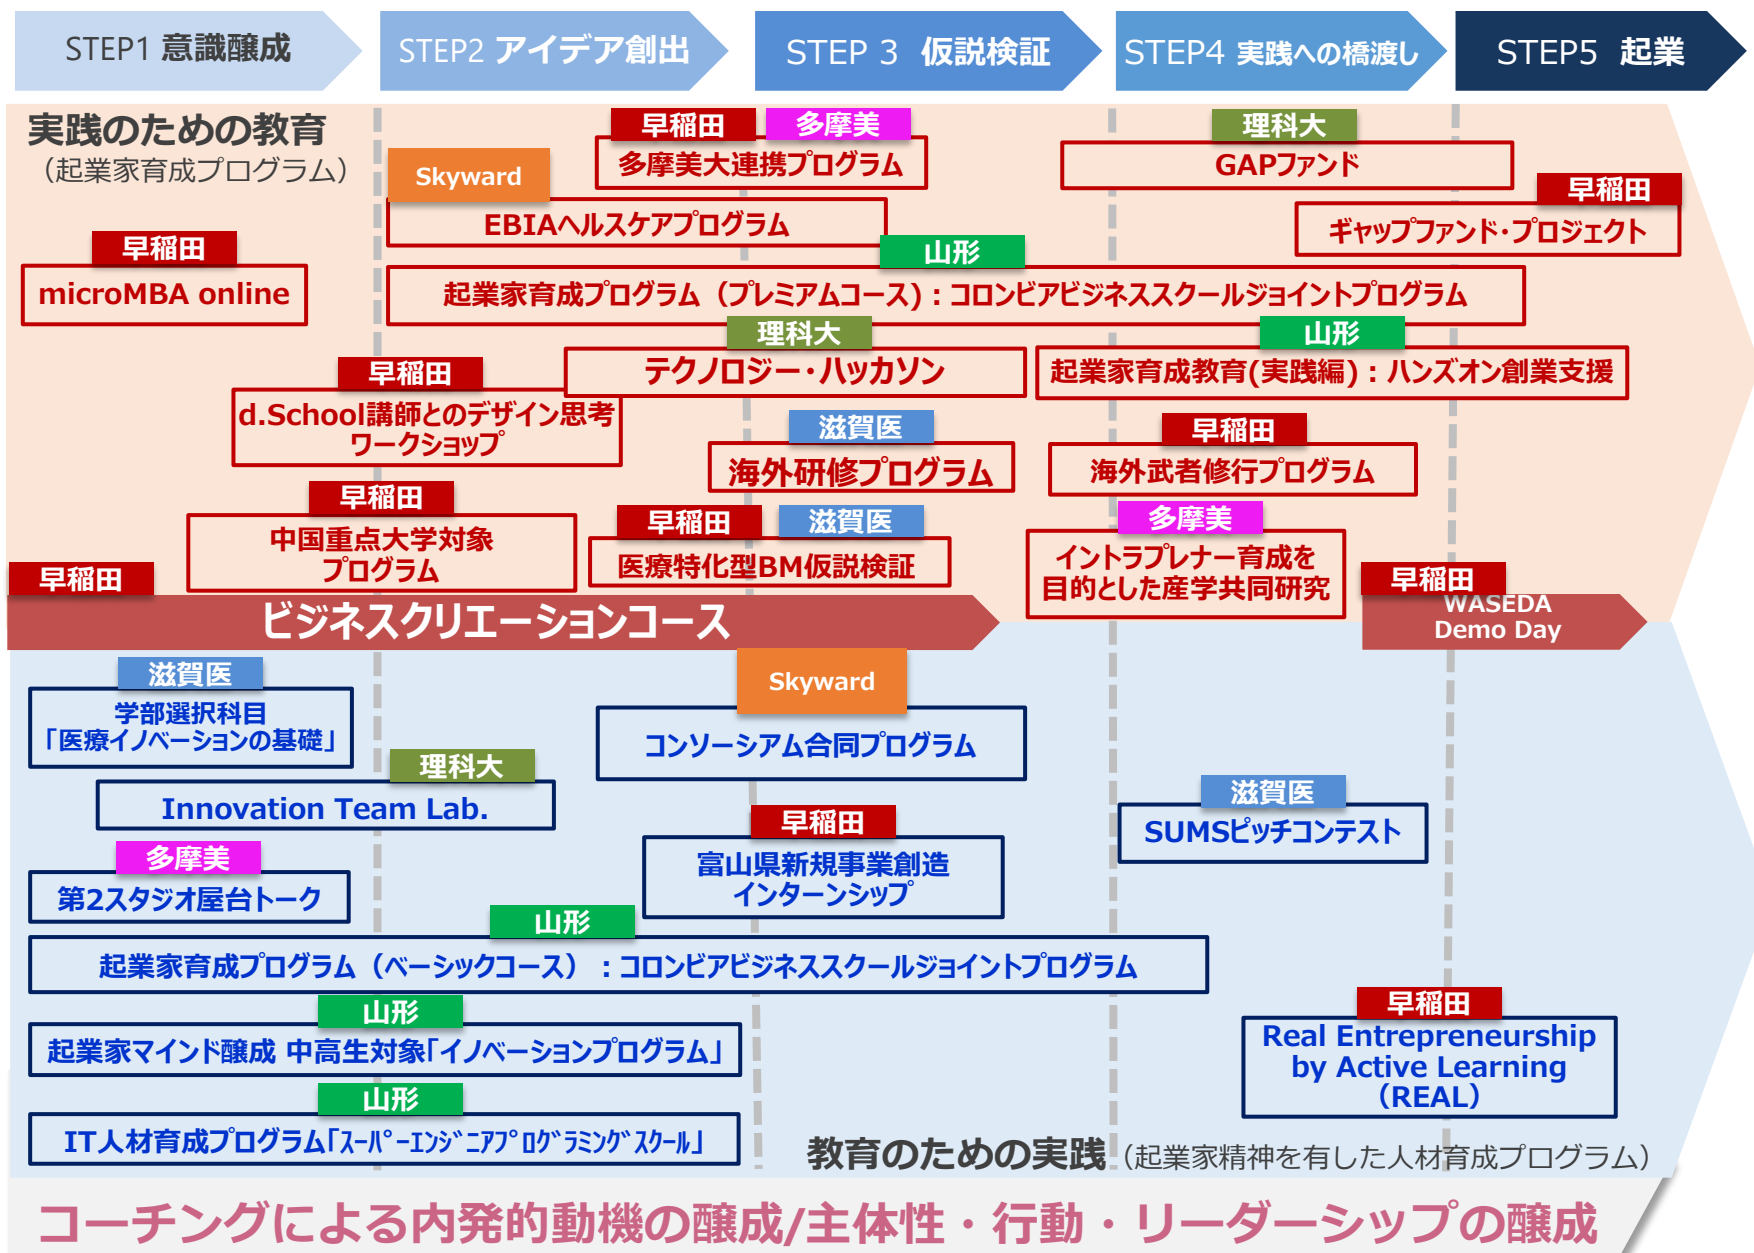 STEP1 意識醸成
STEP2 アイデア創出
STEP 3 仮説検証
STEP4 実践への橋渡し
STEP5 起業
実践のための教育
（起業家育成プログラム）
早稲田
多摩美
多摩美大連携プログラム
理科大
GAPファンド
Skyward
EBIAヘルスケアプログラム
早稲田
ギャップファンド・プロジェクト
早稲田
microMBA online
山形
起業家育成プログラム（プレミアムコース）：コロンビアビジネススクールジョイントプログラム
理科大
テクノロジー・ハッカソン
山形
起業家育成教育(実践編)：ハンズオン創業支援
早稲田
d.School講師とのデザイン思考
ワークショップ
滋賀医
海外研修プログラム
早稲田
海外武者修行プログラム
早稲田
中国重点大学対象
プログラム
早稲田
滋賀医
医療特化型BM仮説検証
多摩美
イントラプレナー育成を
目的とした産学共同研究
早稲田
ビジネスクリエーションコース
早稲田
WASEDA
Demo Day
滋賀医
学部選択科目
「医療イノベーションの基礎」
Skyward
コンソーシアム合同プログラム
理科大
Innovation Team Lab.
滋賀医
SUMSピッチコンテスト
早稲田
富山県新規事業創造
インターンシップ
多摩美
第2スタジオ屋台トーク
山形
起業家育成プログラム（ベーシックコース）：コロンビアビジネススクールジョイントプログラム
山形
起業家マインド醸成 中高生対象「イノベーションプログラム」
早稲田
Real Entrepreneurship
by Active Learning
（REAL）
山形
IT人材育成プログラム「ｽｰﾊﾟｰｴﾝｼﾞﾆｱﾌﾟﾛｸﾞﾗﾐﾝｸﾞｽｸｰﾙ」
教育のための実践（起業家精神を有した人材育成プログラム）
コーチングによる内発的動機の醸成/主体性・行動・リーダーシップの醸成